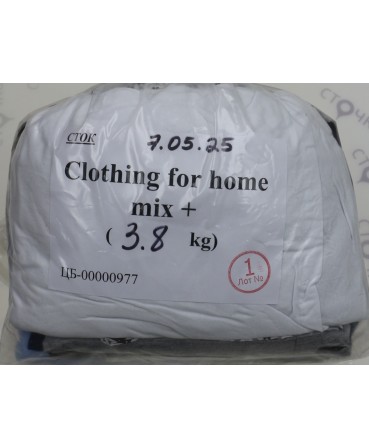 СТОК
7.05.25
Clothing for home
mix +
( 3.8 kg)
1
Лот №
ЦБ-00000977